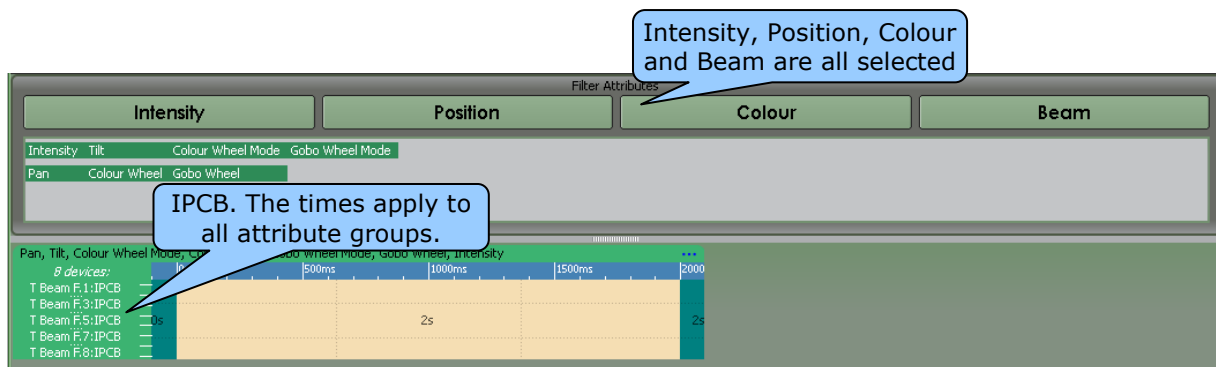 Intensity, Position, Colour
and Beam are all selected
Filter Attributes
Intensity Position Colour Beam
Intensity Tilt Colour Wheel Mode Gobo Wheel Mode
Pan Colour Wheel Gobo Wheel
IPCB. The times apply to
all attribute groups.
Pan, Tilt, Colour Wheel Mode, Wheel Mode, Gobo Wheel, Intensity
8 devices: 500ms 1000ms 1500ms 2000
T Beam F.1:IPCB
T Beam F.3:IPCB
T Beam F.5:IPCB 0s 2s 2s
T Beam F.7:IPCB
T Beam F.8:IPCB